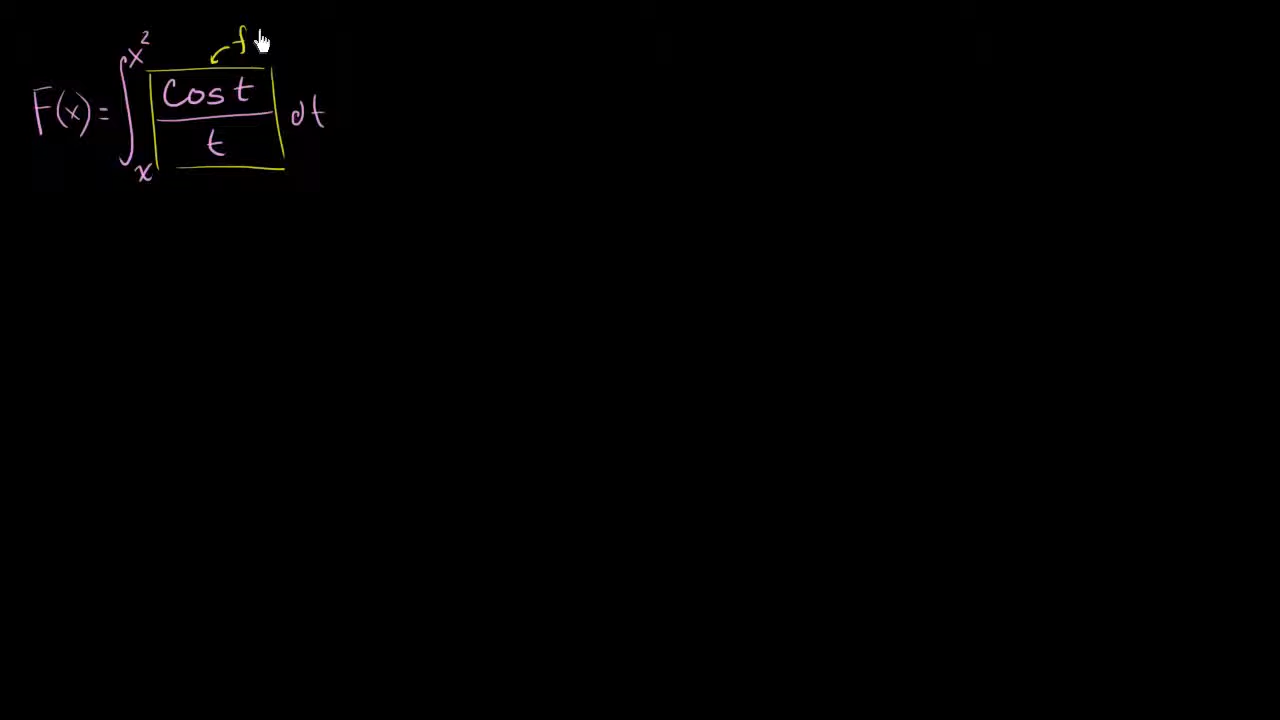 f
F(x) = ∫ₓ^x² cos t / t dt